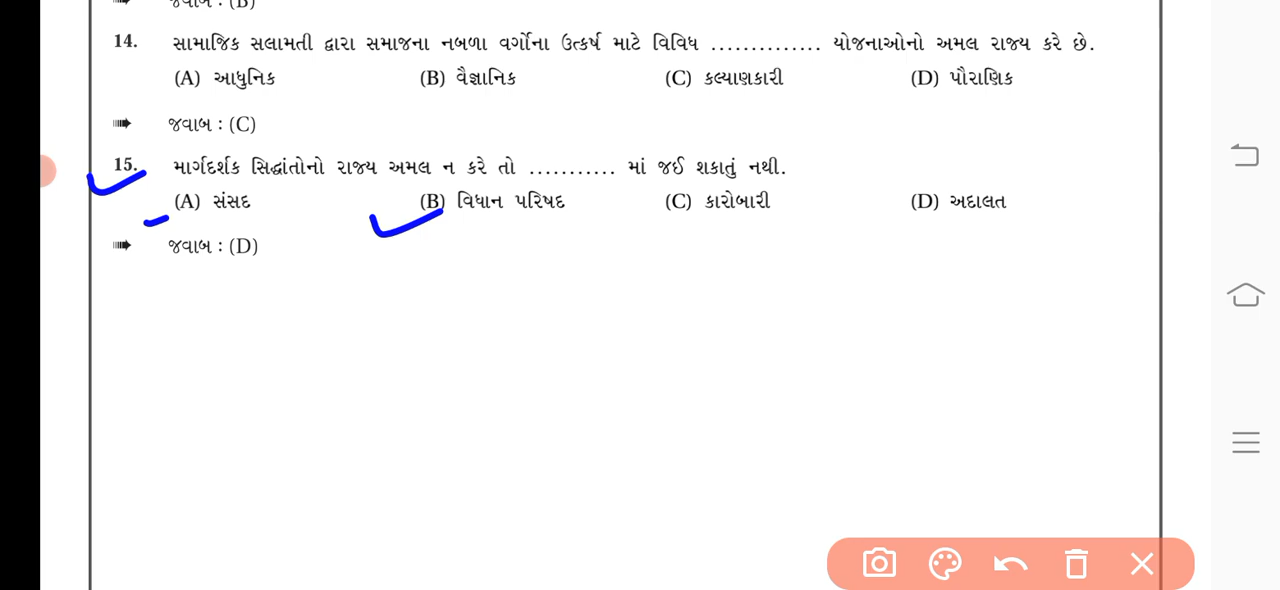 જવાબ : (B)
14. સામાજિક સલામતી દ્વારા સમાજના નબળા વર્ગોના ઉત્કર્ષ માટે વિવિધ .............. યોજનાઓનો અમલ રાજ્ય કરે છે.
(A) આધુનિક (B) વૈજ્ઞાનિક (C) કલ્યાણકારી (D) પૌરાણિક
જવાબ : (C)
15. માર્ગદર્શક સિદ્ધાંતોનો રાજ્ય અમલ ન કરે તો ........... માં જઈ શકાતું નથી.
(A) સંસદ (B) વિધાન પરિષદ (C) કારોબારી (D) અદાલત
જવાબ : (D)